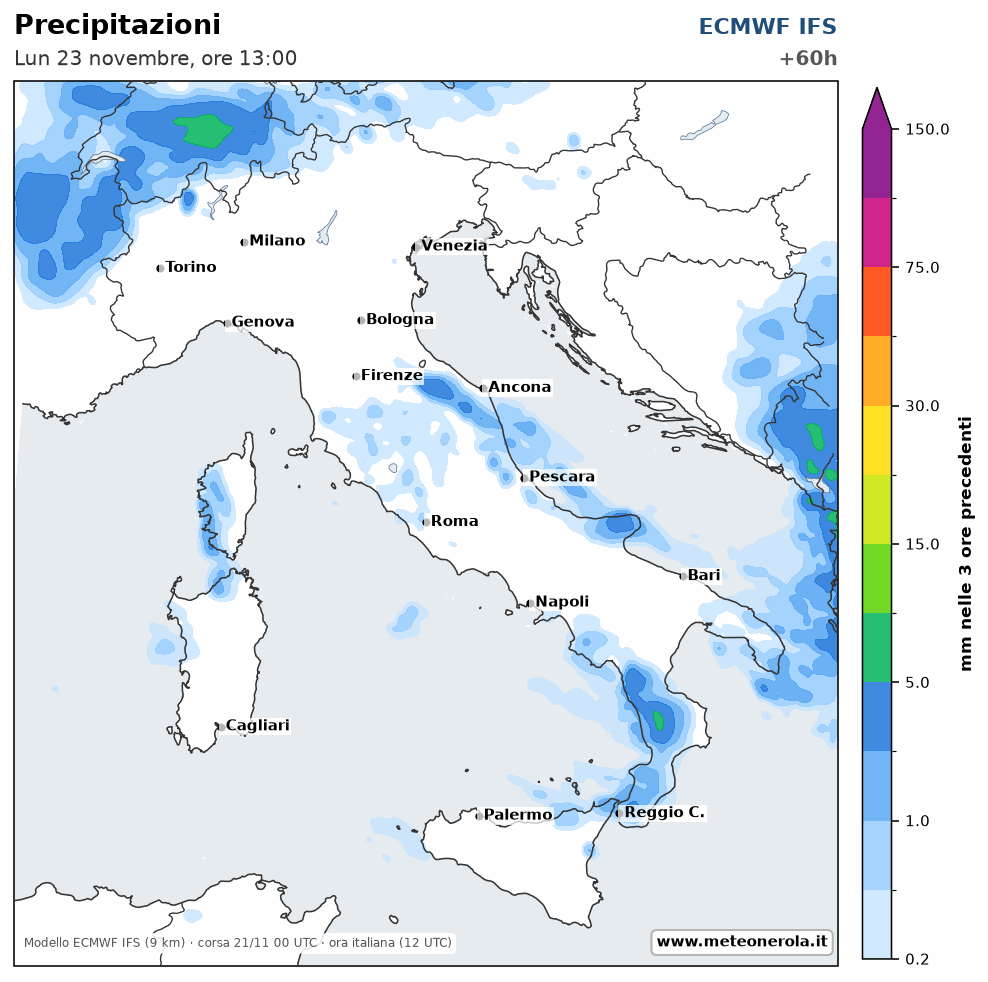 Precipitazioni
ECMWF IFS
Lun 23 novembre, ore 13:00
+60h
150.0
75.0
30.0
15.0
5.0
1.0
0.2
mm nelle 3 ore precedenti
Milano
Venezia
Torino
Genova
Bologna
Firenze
Ancona
Pescara
Roma
Bari
Napoli
Cagliari
Palermo
Reggio C.
Modello ECMWF IFS (9 km) · corsa 21/11 00 UTC · ora italiana (12 UTC)
www.meteonerola.it